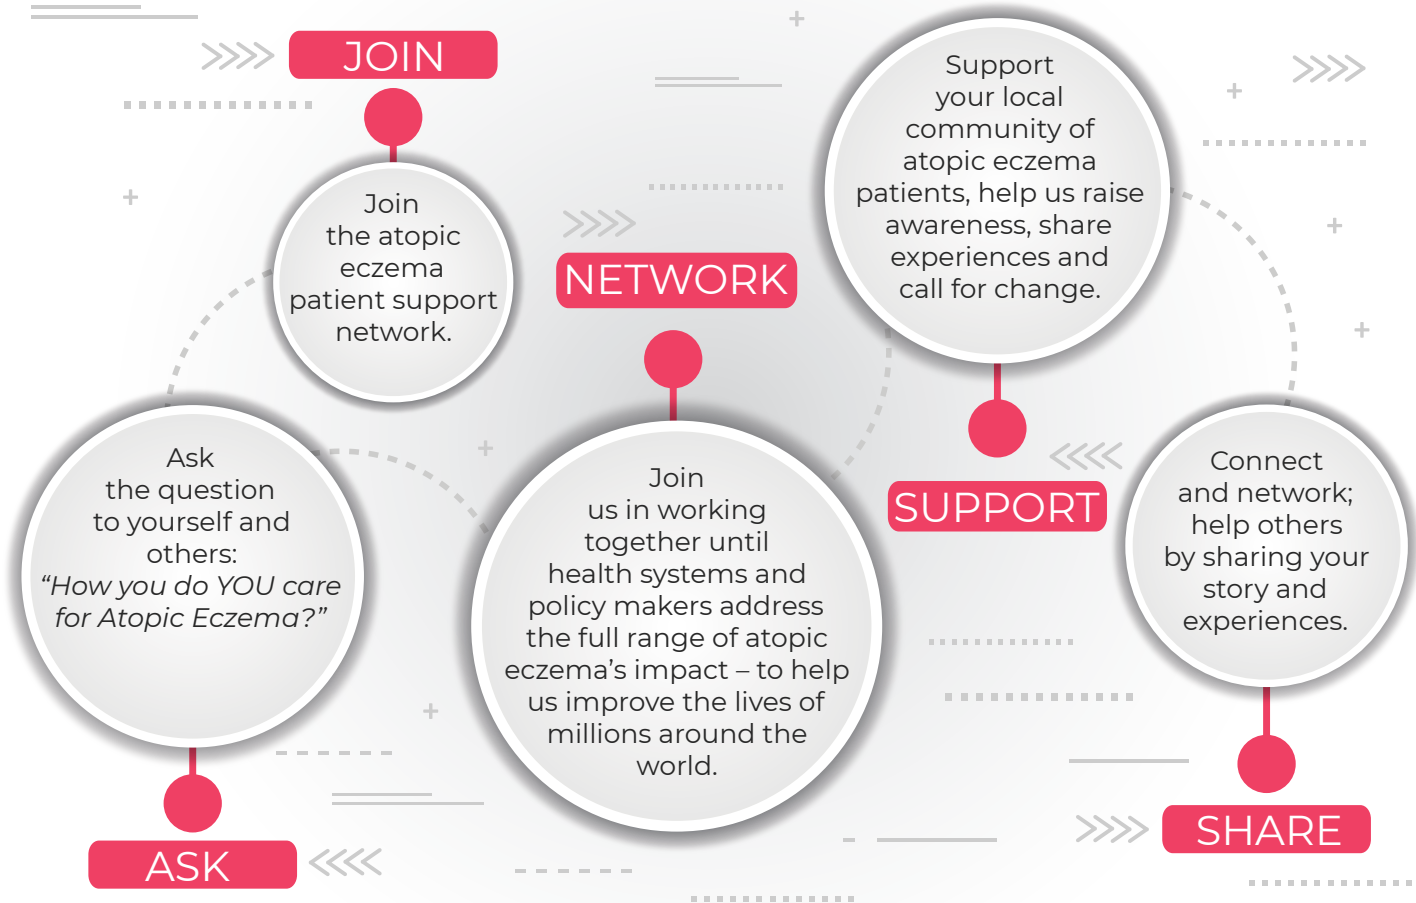 JOIN
Join
the atopic
eczema
patient support
network.
Ask
the question
to yourself and
others:
“How you do YOU care
for Atopic Eczema?”
ASK
NETWORK
Join
us in working
together until
health systems and
policy makers address
the full range of atopic
eczema’s impact – to help
us improve the lives of
millions around the
world.
Support
your local
community of
atopic eczema
patients, help us raise
awareness, share
experiences and
call for change.
SUPPORT
Connect
and network;
help others
by sharing your
story and
experiences.
SHARE